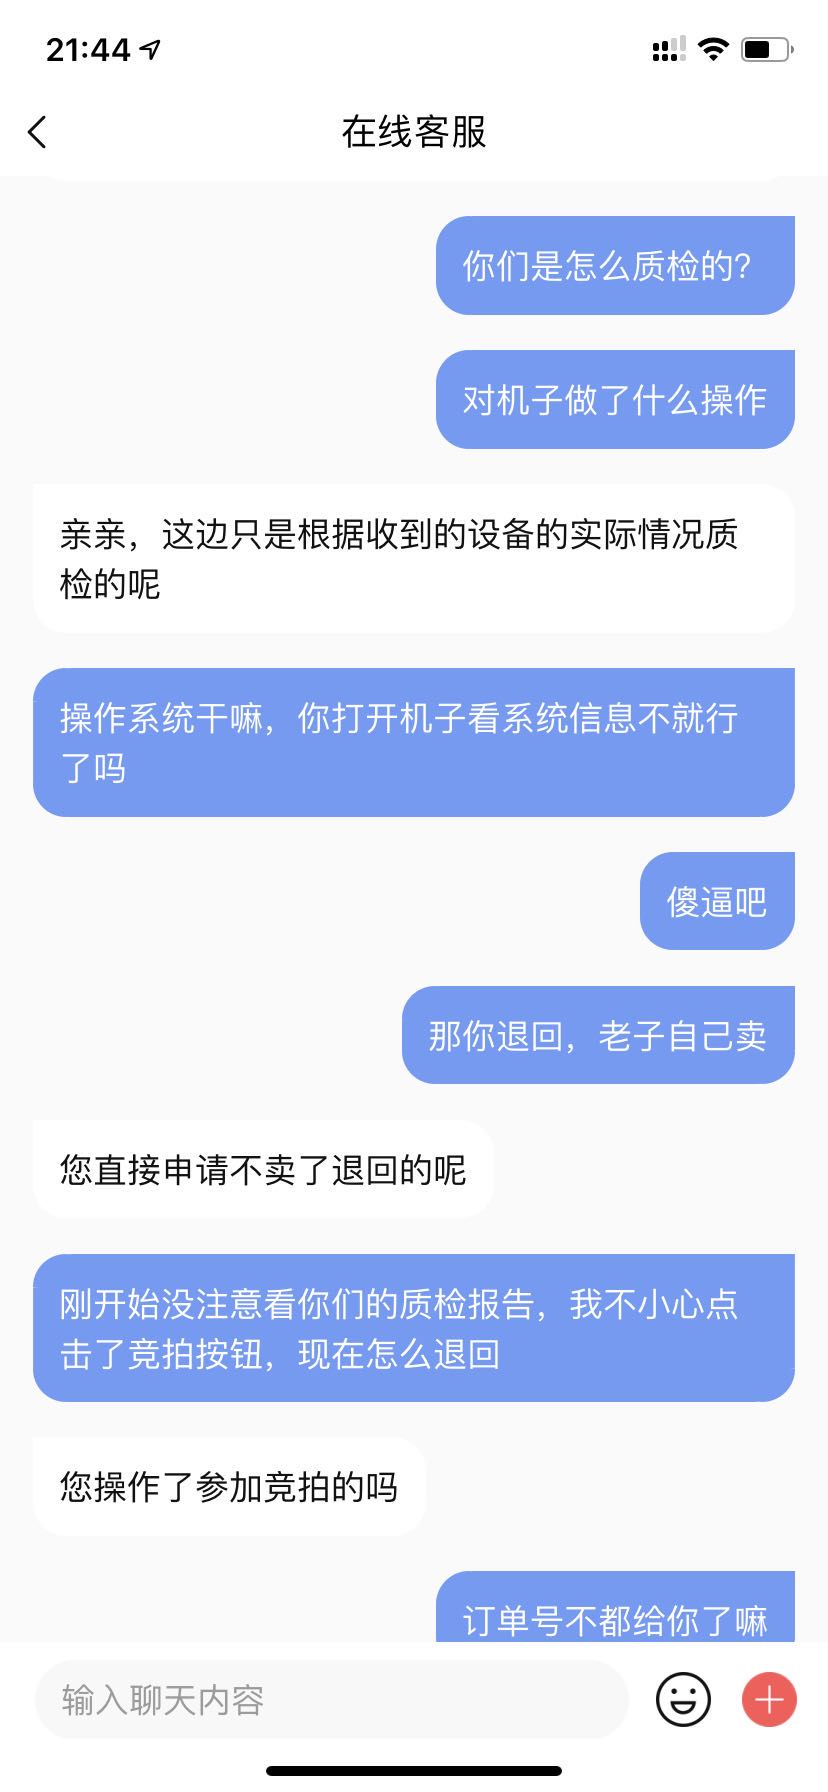 21:44
在线客服
你们是怎么质检的?
对机子做了什么操作
亲亲，这边只是根据收到的设备的实际情况质
检的呢
操作系统干嘛，你打开机子看系统信息不就行
了吗
傻逼吧
那你退回，老子自己卖
您直接申请不卖了退回的呢
刚开始没注意看你们的质检报告，我不小心点
击了竞拍按钮，现在怎么退回
您操作了参加竞拍的吗
订单号不都给你了嘛
输入聊天内容